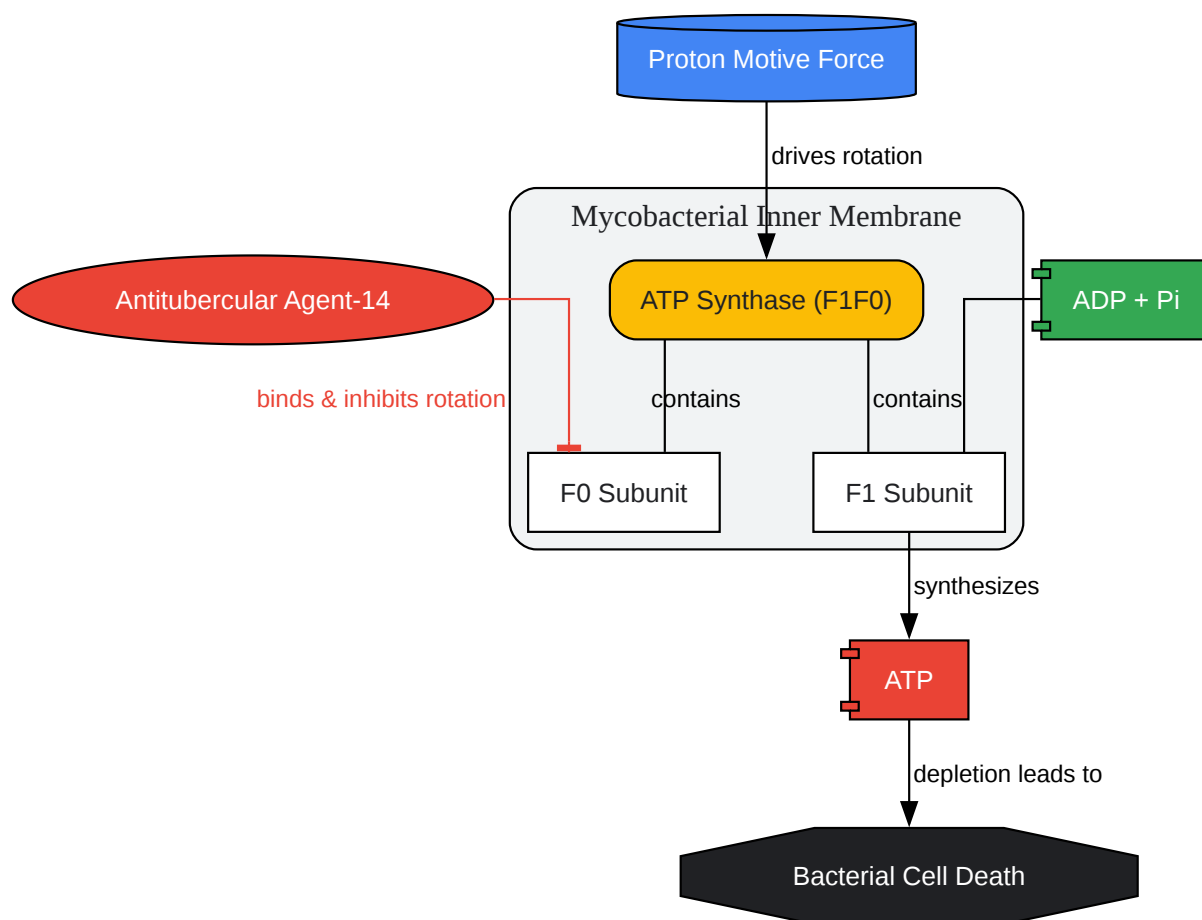 Proton Motive Force
drives rotation
Mycobacterial Inner Membrane
Antitubercular Agent-14
ATP Synthase (F1F0)
ADP + Pi
binds & inhibits rotation
contains
contains
F0 Subunit
F1 Subunit
synthesizes
ATP
depletion leads to
Bacterial Cell Death